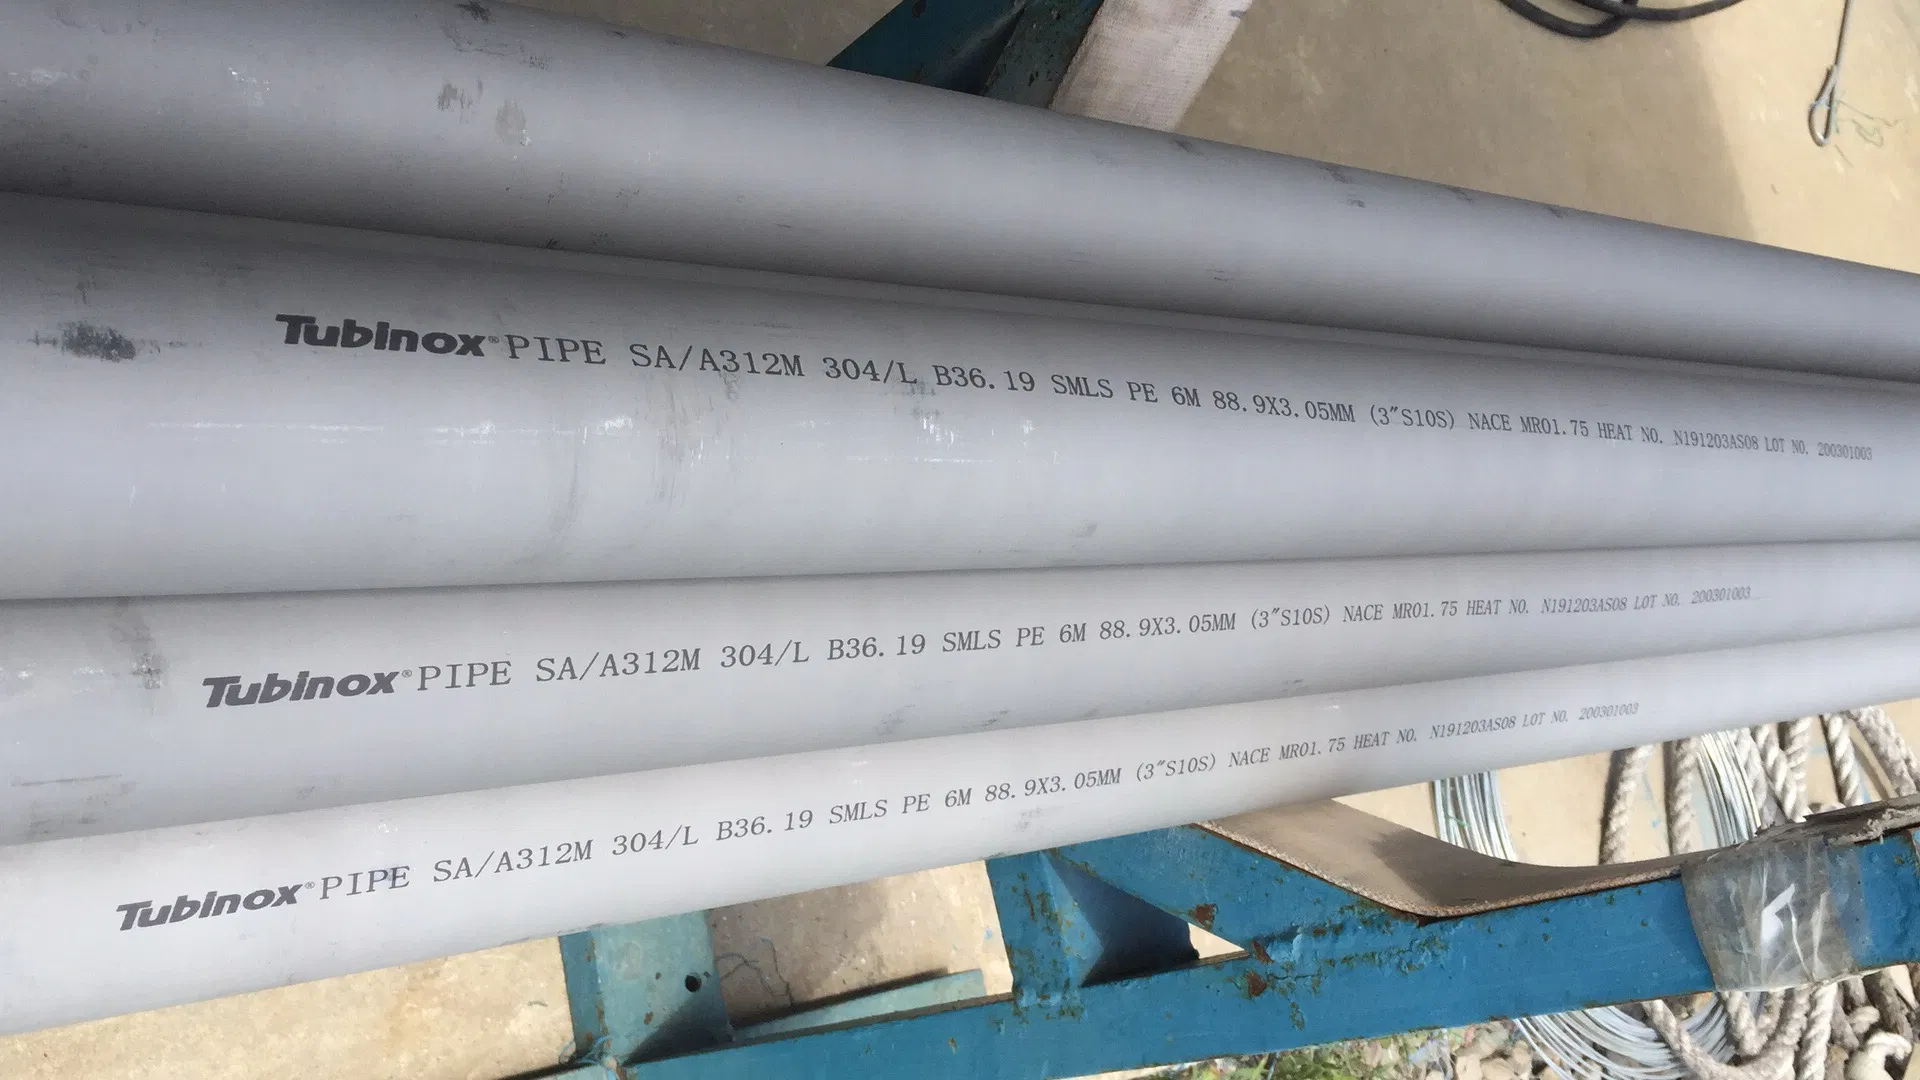 Tubinox® PIPE SA/A312M 304/L B36.19 SMLS PE 6M 88.9X3.05MM (3"S10S) NACE MR01.75 HEAT NO. N191203AS08 LOT NO. 200301003
Tubinox® PIPE SA/A312M 304/L B36.19 SMLS PE 6M 88.9X3.05MM (3"S10S) NACE MR01.75 HEAT NO. N191203AS08 LOT NO. 200301003
Tubinox® PIPE SA/A312M 304/L B36.19 SMLS PE 6M 88.9X3.05MM (3"S10S) NACE MR01.75 HEAT NO. N191203AS08 LOT NO. 200301003